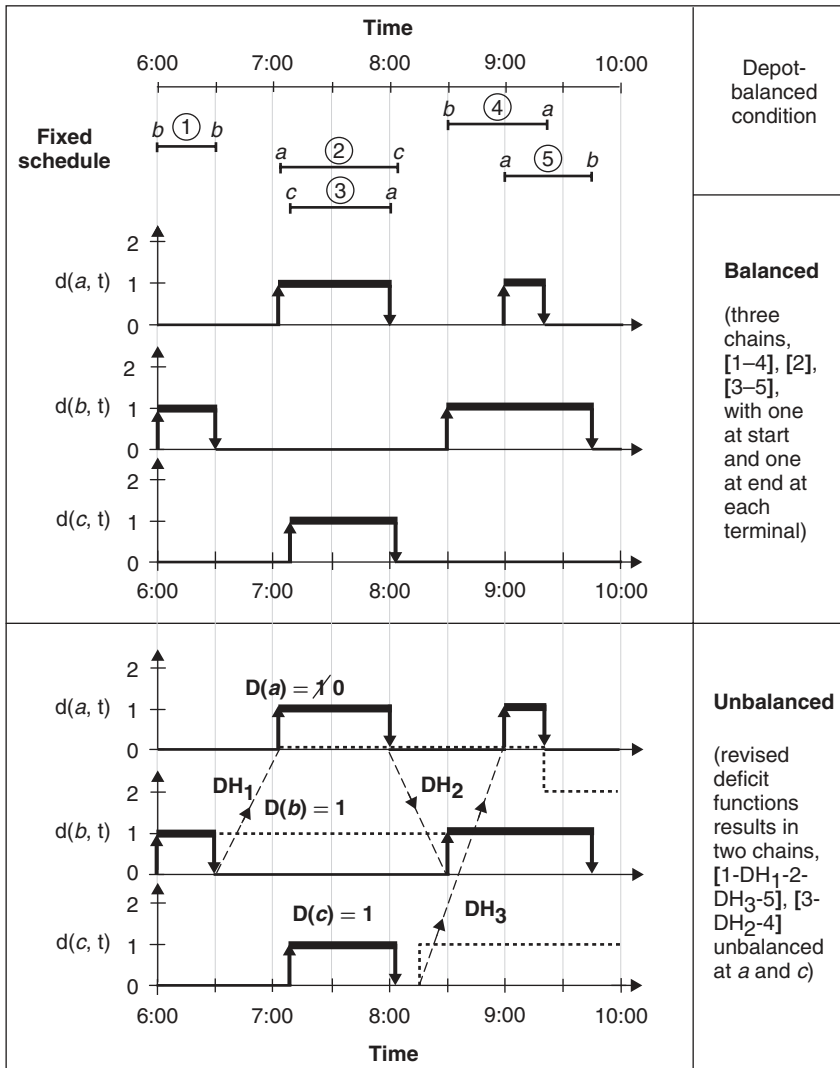 Time
6:00 7:00 8:00 9:00 10:00
Depot-
balanced
condition
Fixed
schedule
b 1 b
b 4 a
a 2 c
a 5 b
c 3 a
2
d(a, t) 1
0
2
d(b, t) 1
0
2
d(c, t) 1
0
6:00 7:00 8:00 9:00 10:00
Balanced
(three
chains,
[1–4], [2],
[3–5],
with one
at start
and one
at end at
each
terminal)
2
D(a) = 1 0
d(a, t) 1
0
DH1
DH2
2
D(b) = 1
d(b, t) 1
0
2
D(c) = 1
DH3
d(c, t) 1
0
6:00 7:00 8:00 9:00 10:00
Time
Unbalanced
(revised
deficit
functions
results in
two chains,
[1-DH1-2-
DH3-5], [3-
DH2-4]
unbalanced
at a and c)